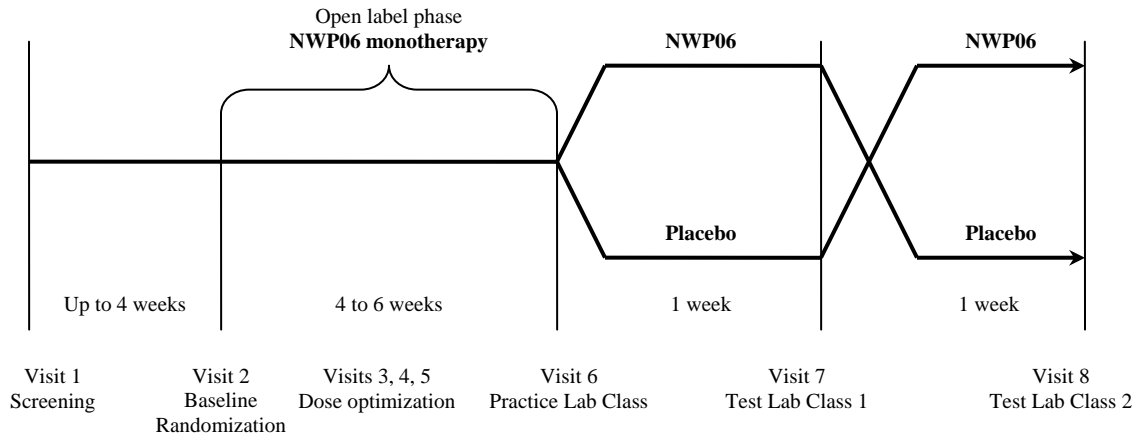 Open label phase
NWP06 monotherapy
NWP06
NWP06
Placebo
Placebo
Up to 4 weeks
4 to 6 weeks
1 week
1 week
Visit 1
Screening
Visit 2
Baseline
Randomization
Visits 3, 4, 5
Dose optimization
Visit 6
Practice Lab Class
Visit 7
Test Lab Class 1
Visit 8
Test Lab Class 2